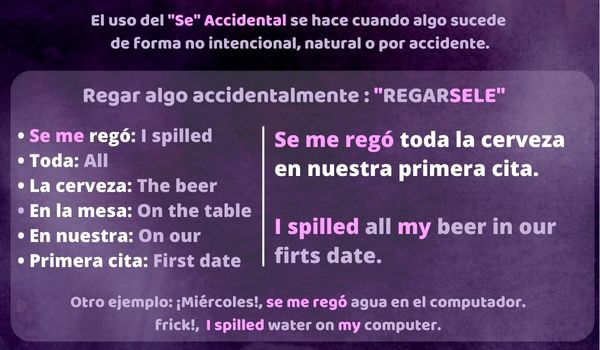 El uso del "Se" Accidental se hace cuando algo sucede
de forma no intencional, natural o por accidente.
Regar algo accidentalmente : "REGARSELE"
• Se me regó: I spilled
• Toda: All
• La cerveza: The beer
• En la mesa: On the table
• En nuestra: On our
• Primera cita: First date
Se me regó toda la cerveza
en nuestra primera cita.
I spilled all my beer in our
firts date.
Otro ejemplo: ¡Miércoles!, se me regó agua en el computador.
frick!, I spilled water on my computer.